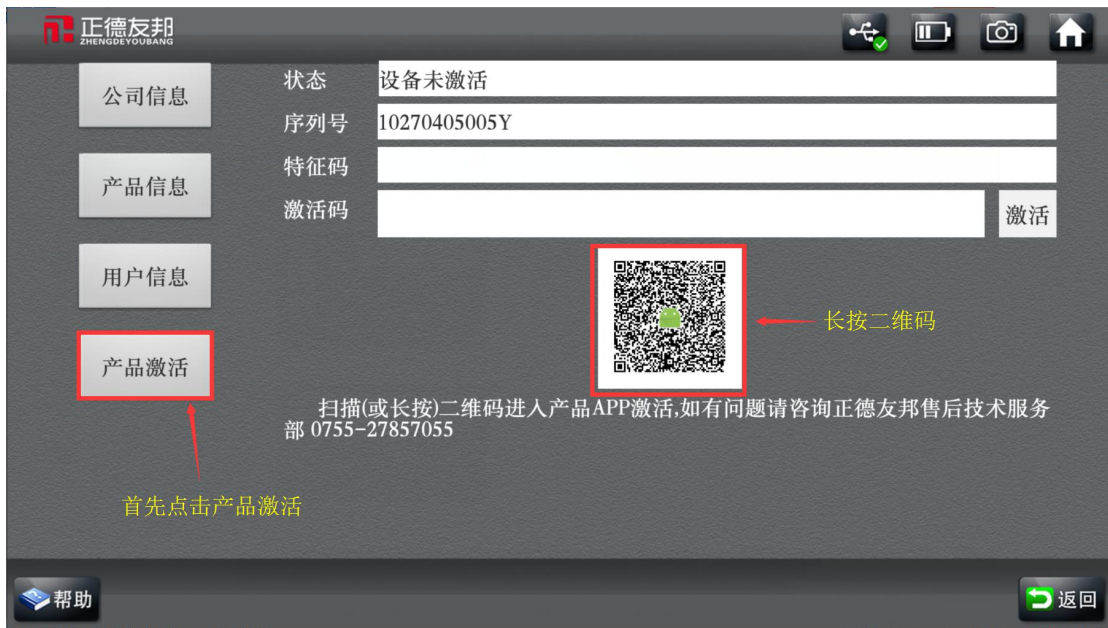 正德友邦
ZHENGDEYOUBANG
公司信息
产品信息
用户信息
产品激活
状态 设备未激活
序列号 10270405005Y
特征码
激活码 激活
长按二维码
扫描(或长按)二维码进入产品APP激活,如有问题请咨询正德友邦售后技术服务
部 0755-27857055
首先点击产品激活
帮助
返回